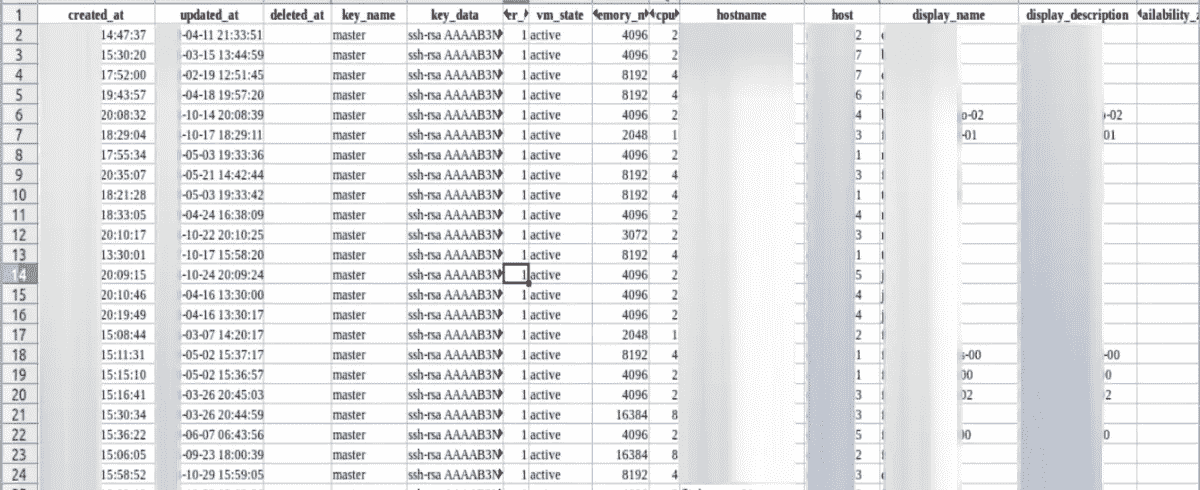 1 created_at updated_at deleted_at key_name key_data er_ vm_state emory_n cpu hostname host display_name display_description ailability_z
2 14:47:37 -04-11 21:33:51 master ssh-rsa AAAAB3N 1 active 4096 2 2
3 15:30:20 -03-15 13:44:59 master ssh-rsa AAAAB3N 1 active 4096 2 7
4 17:52:00 -02-19 12:51:45 master ssh-rsa AAAAB3N 1 active 8192 4 7
5 19:43:57 -04-18 19:57:20 master ssh-rsa AAAAB3N 1 active 8192 4 6
6 20:08:32 -10-14 20:08:39 master ssh-rsa AAAAB3N 1 active 4096 2 4 o-02 -02
7 18:29:04 -10-17 18:29:11 master ssh-rsa AAAAB3N 1 active 2048 1 3 -01 01
8 17:55:34 -05-03 19:33:36 master ssh-rsa AAAAB3N 1 active 4096 2 1
9 20:35:07 -05-21 14:42:44 master ssh-rsa AAAAB3N 1 active 8192 4 3
10 18:21:28 -05-03 19:33:42 master ssh-rsa AAAAB3N 1 active 8192 4 1
11 18:33:05 -04-24 16:38:09 master ssh-rsa AAAAB3N 1 active 4096 2 4
12 20:10:17 -10-22 20:10:25 master ssh-rsa AAAAB3N 1 active 3072 2 3
13 13:30:01 -10-17 15:58:20 master ssh-rsa AAAAB3N 1 active 8192 4 1
14 20:09:15 -10-24 20:09:24 master ssh-rsa AAAAB3N 1 active 4096 2 5
15 20:10:46 -04-16 13:30:00 master ssh-rsa AAAAB3N 1 active 4096 2 4
16 20:19:49 -04-16 13:30:17 master ssh-rsa AAAAB3N 1 active 4096 2 4
17 15:08:44 -03-07 14:20:17 master ssh-rsa AAAAB3N 1 active 2048 1 2
18 15:11:31 -05-02 15:37:17 master ssh-rsa AAAAB3N 1 active 8192 4 1 s-00 -00
19 15:15:10 -05-02 15:36:57 master ssh-rsa AAAAB3N 1 active 4096 2 1 00 0
20 15:16:41 -03-26 20:45:03 master ssh-rsa AAAAB3N 1 active 4096 2 3 02 2
21 15:30:34 -03-26 20:44:59 master ssh-rsa AAAAB3N 1 active 16384 8 3
22 15:36:22 -06-07 06:43:56 master ssh-rsa AAAAB3N 1 active 4096 2 5 00 0
23 15:06:05 -09-23 18:00:39 master ssh-rsa AAAAB3N 1 active 16384 8 2
24 15:58:52 -10-29 15:59:05 master ssh-rsa AAAAB3N 1 active 8192 4 3